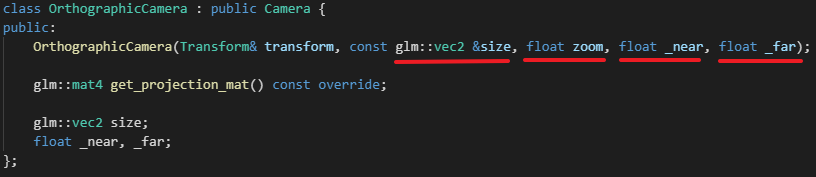 class OrthographicCamera : public Camera {
public:
OrthographicCamera(Transform& transform, const glm::vec2 &size, float zoom, float _near, float _far);
glm::mat4 get_projection_mat() const override;
glm::vec2 size;
float _near, _far;
};